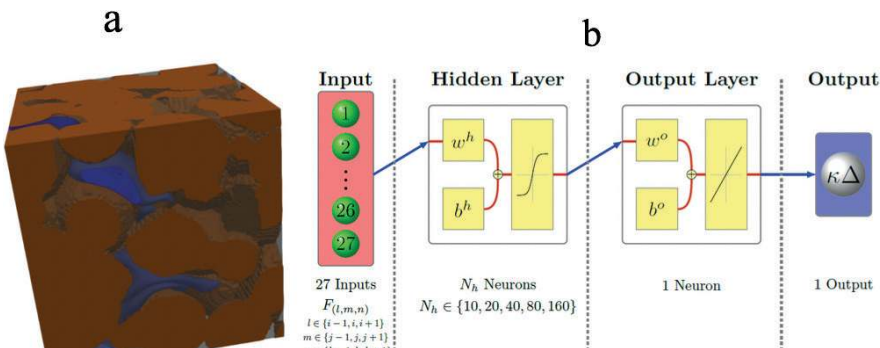 a
b
Input
Hidden Layer
Output Layer
Output
1
2
26
27
w^h
b^h
w^o
b^o
κΔ
27 Inputs
F_(l,m,n)
l ∈ {i − 1, i, i + 1}
m ∈ {j − 1, j, j + 1}
N_h Neurons
N_h ∈ {10, 20, 40, 80, 160}
1 Neuron
1 Output